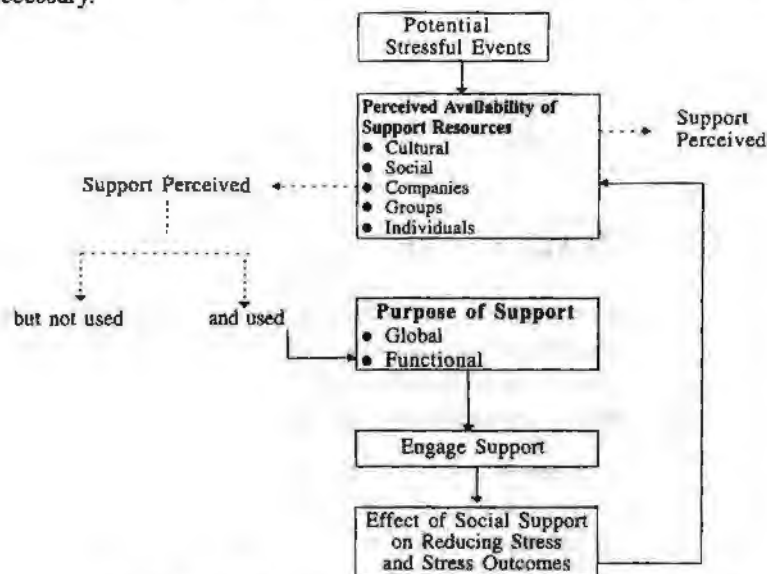 Potential
Stressful Events
Perceived Availability of
Support Resources
● Cultural
● Social
● Companies
● Groups
● Individuals
Support
Perceived
Support Perceived
but not used
and used
Purpose of Support
● Global
● Functional
Engage Support
Effect of Social Support
on Reducing Stress
and Stress Outcomes